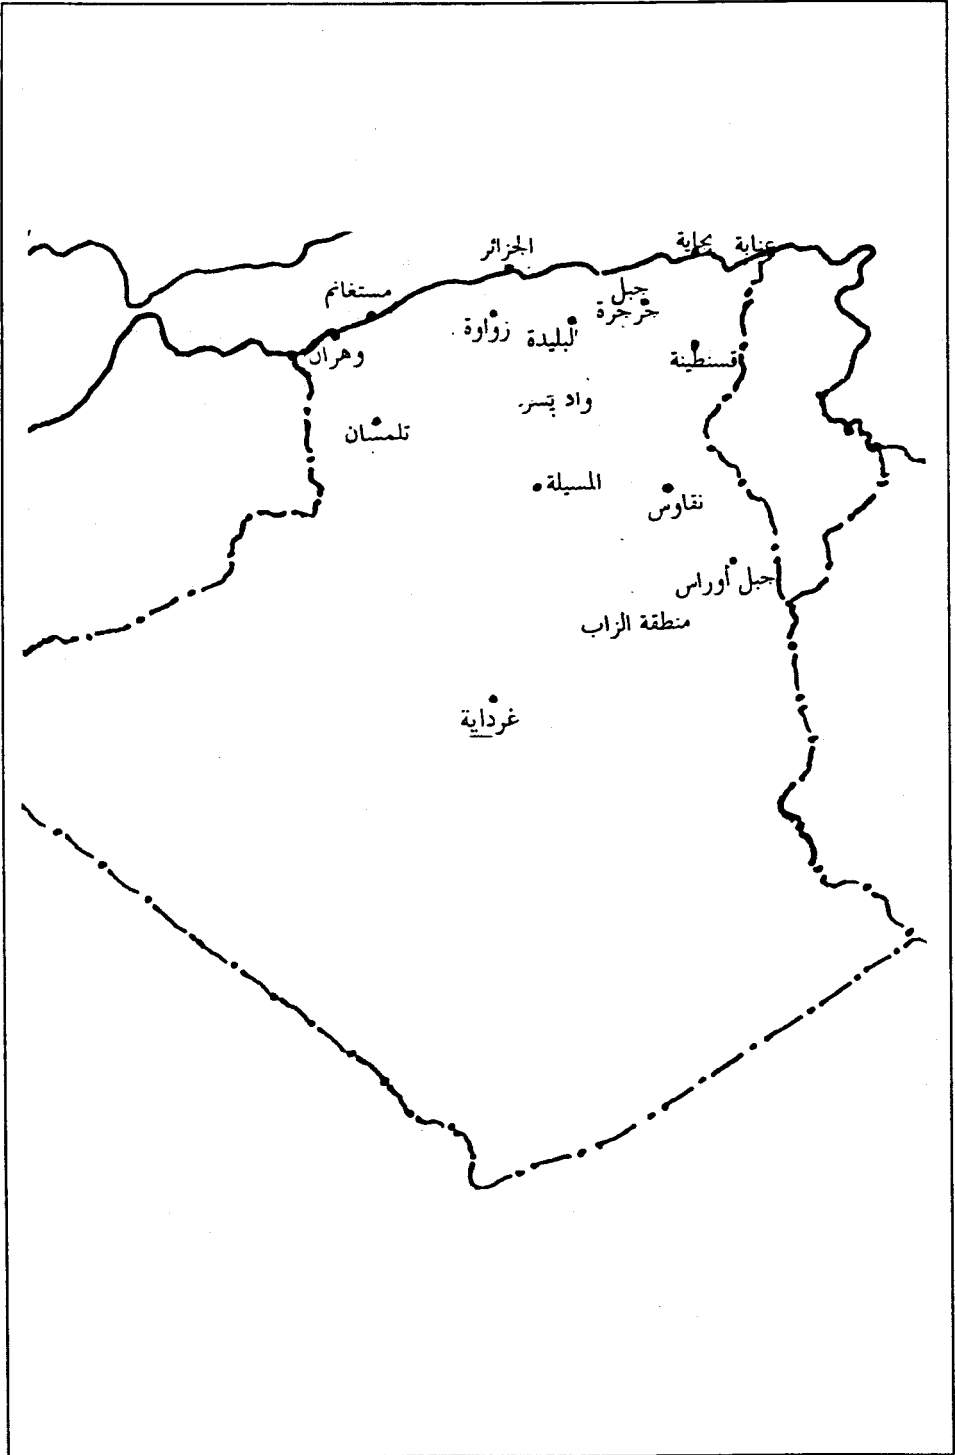 عنابة
بجاية
الجزائر
جبل
جرجرة
مستغانم
زواوة
البليدة
وهران
قسنطينة
واد يسر
تلمسان
المسيلة
نقاوس
جبل أوراس
منطقة الزاب
غرداية